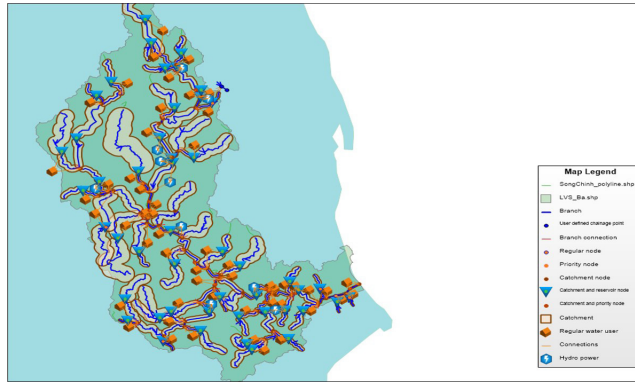 Map Legend
SongChinh_polyline.shp
LVS_Ba.shp
Branch
User defined chainage point
Branch connection
Regular node
Priority node
Catchment node
Catchment and reservoir node
Catchment and priority node
Catchment
Regular water user
Connections
Hydro power